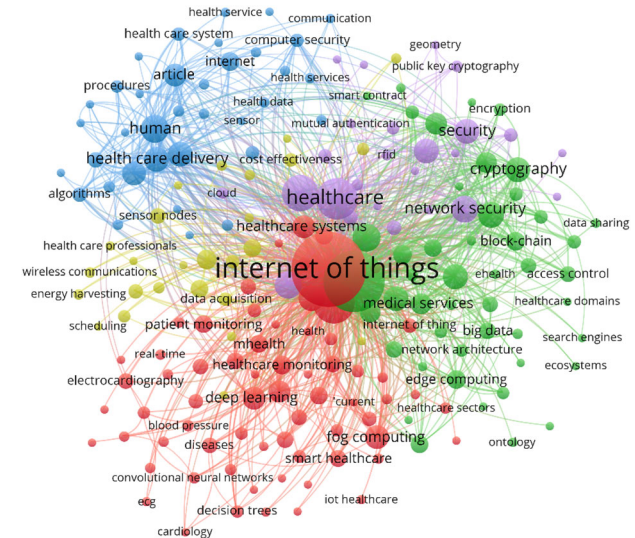 health service
communication
health care system
computer security
geometry
internet
public key cryptography
article
health services
procedures
smart contract
health data
encryption
sensor
mutual authentication
human
security
rfid
health care delivery
cost effectiveness
cryptography
algorithms
cloud
healthcare
sensor nodes
network security
data sharing
healthcare systems
health care professionals
block-chain
internet of things
wireless communications
ehealth
access control
energy harvesting
data acquisition
medical services
healthcare domains
scheduling
patient monitoring
health
internet of thing
big data
search engines
mhealth
real- time
network architecture
healthcare monitoring
ecosystems
electrocardiography
edge computing
deep learning
'current
healthcare sectors
blood pressure
diseases
fog computing
ontology
smart healthcare
convolutional neural networks
ecg
iot healthcare
decision trees
cardiology